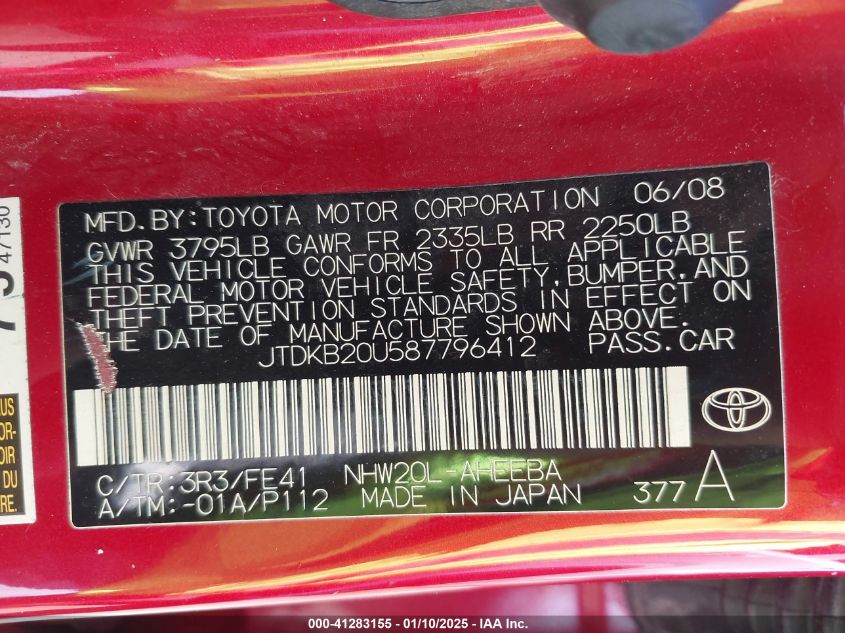 MFD. BY: TOYOTA MOTOR CORPORATION 06/08
GVWR 3795LB GAWR FR 2335LB RR 2250LB
THIS VEHICLE CONFORMS TO ALL APPLICABLE
FEDERAL MOTOR VEHICLE SAFETY, BUMPER, AND
THEFT PREVENTION STANDARDS IN EFFECT ON
THE DATE OF MANUFACTURE SHOWN ABOVE.
JTDKB20U587796412 PASS. CAR
C/TR: 3R3/FE41 NHW20L-AHEEBA
A/TM: -01A/P112 MADE IN JAPAN 377 A
47130
000-41283155 — 01/10/2025 — IAA Inc.